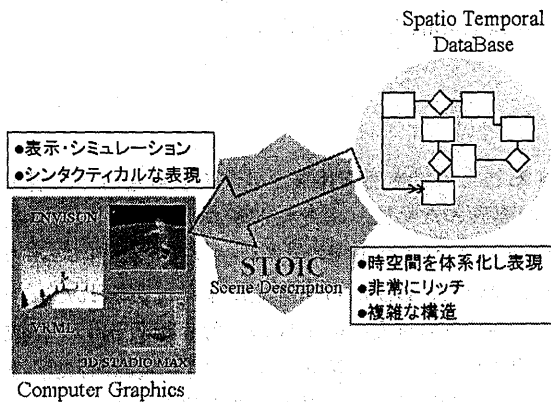 Spatio Temporal
DataBase
●表示・シミュレーション
●シンタクティカルな表現
ENVISION
VRML
3D STADIO MAX
Computer Graphics
STOIC
Scene Description
●時空間を体系化し表現
●非常にリッチ
●複雑な構造